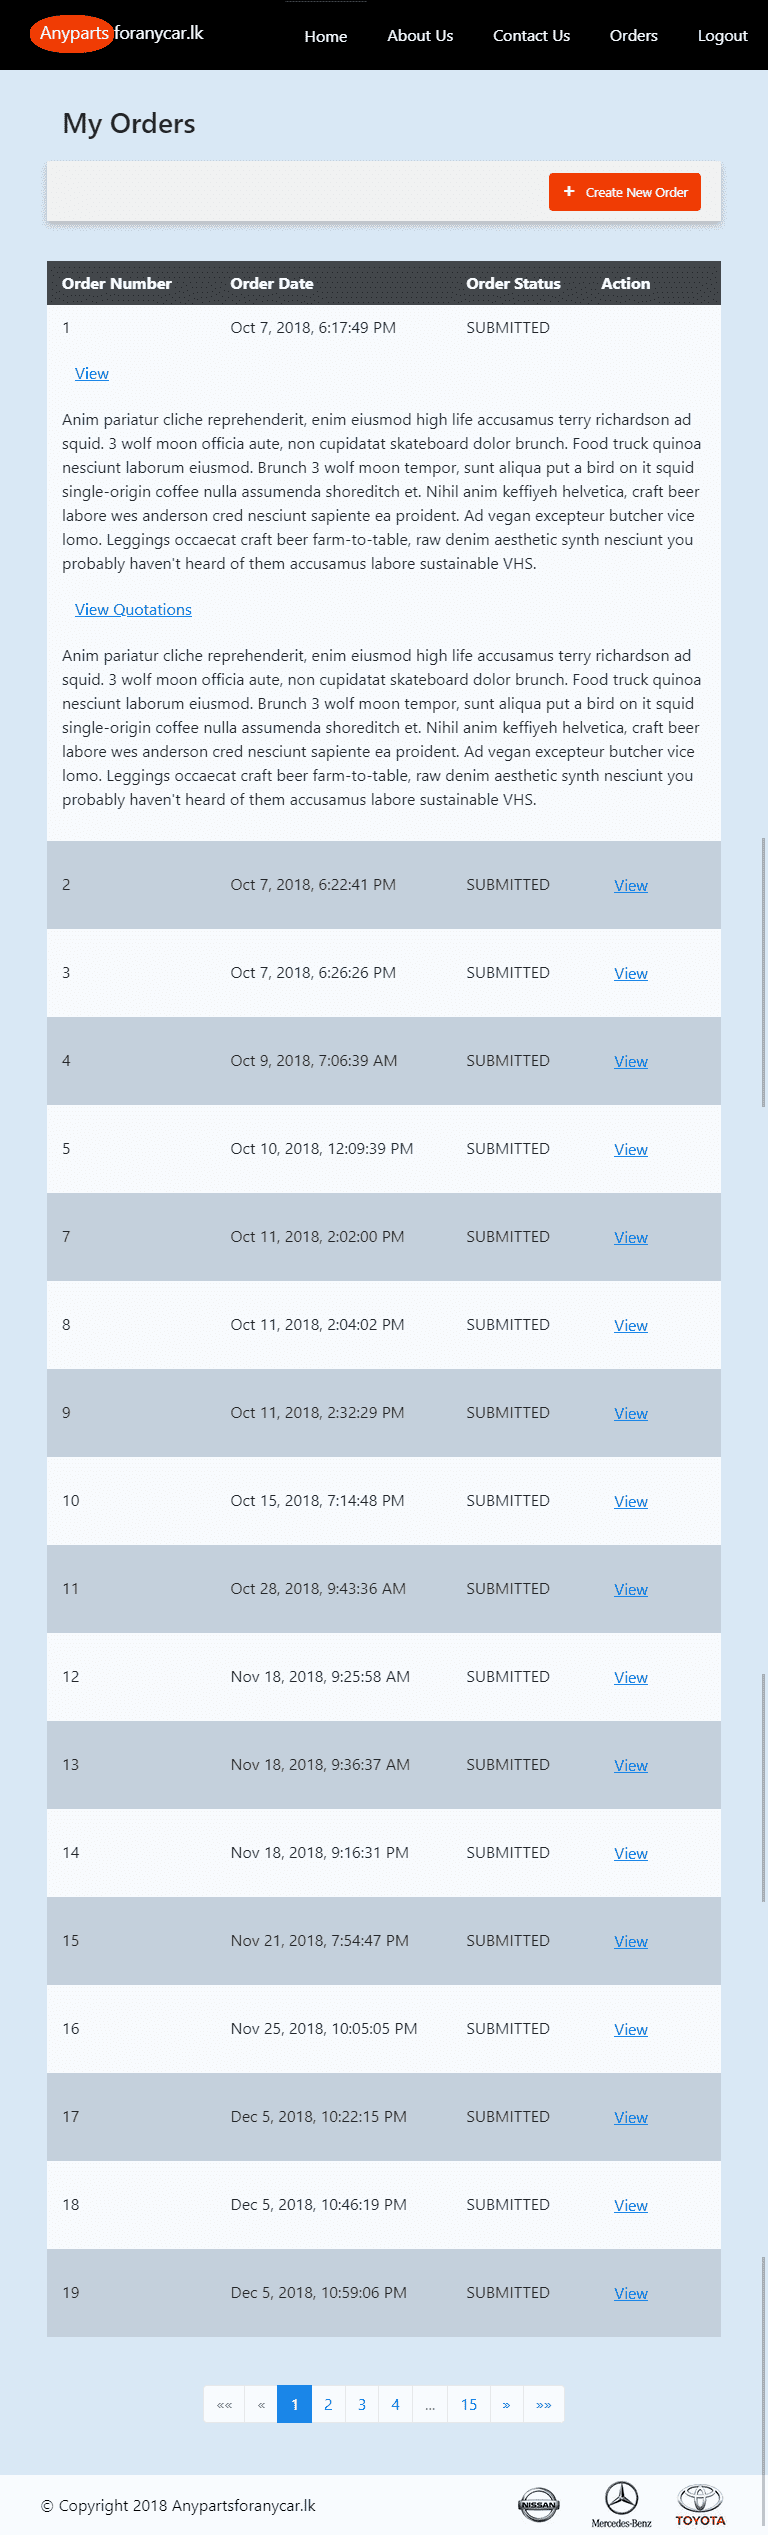 Anypartsforanycar.lk Home About Us Contact Us Orders Logout
My Orders
+ Create New Order
Order Number Order Date Order Status Action
1 Oct 7, 2018, 6:17:49 PM SUBMITTED
View
Anim pariatur cliche reprehenderit, enim eiusmod high life accusamus terry richardson ad
squid. 3 wolf moon officia aute, non cupidatat skateboard dolor brunch. Food truck quinoa
nesciunt laborum eiusmod. Brunch 3 wolf moon tempor, sunt aliqua put a bird on it squid
single-origin coffee nulla assumenda shoreditch et. Nihil anim keffiyeh helvetica, craft beer
labore wes anderson cred nesciunt sapiente ea proident. Ad vegan excepteur butcher vice
lomo. Leggings occaecat craft beer farm-to-table, raw denim aesthetic synth nesciunt you
probably haven't heard of them accusamus labore sustainable VHS.
View Quotations
Anim pariatur cliche reprehenderit, enim eiusmod high life accusamus terry richardson ad
squid. 3 wolf moon officia aute, non cupidatat skateboard dolor brunch. Food truck quinoa
nesciunt laborum eiusmod. Brunch 3 wolf moon tempor, sunt aliqua put a bird on it squid
single-origin coffee nulla assumenda shoreditch et. Nihil anim keffiyeh helvetica, craft beer
labore wes anderson cred nesciunt sapiente ea proident. Ad vegan excepteur butcher vice
lomo. Leggings occaecat craft beer farm-to-table, raw denim aesthetic synth nesciunt you
probably haven't heard of them accusamus labore sustainable VHS.
2 Oct 7, 2018, 6:22:41 PM SUBMITTED View
3 Oct 7, 2018, 6:26:26 PM SUBMITTED View
4 Oct 9, 2018, 7:06:39 AM SUBMITTED View
5 Oct 10, 2018, 12:09:39 PM SUBMITTED View
7 Oct 11, 2018, 2:02:00 PM SUBMITTED View
8 Oct 11, 2018, 2:04:02 PM SUBMITTED View
9 Oct 11, 2018, 2:32:29 PM SUBMITTED View
10 Oct 15, 2018, 7:14:48 PM SUBMITTED View
11 Oct 28, 2018, 9:43:36 AM SUBMITTED View
12 Nov 18, 2018, 9:25:58 AM SUBMITTED View
13 Nov 18, 2018, 9:36:37 AM SUBMITTED View
14 Nov 18, 2018, 9:16:31 PM SUBMITTED View
15 Nov 21, 2018, 7:54:47 PM SUBMITTED View
16 Nov 25, 2018, 10:05:05 PM SUBMITTED View
17 Dec 5, 2018, 10:22:15 PM SUBMITTED View
18 Dec 5, 2018, 10:46:19 PM SUBMITTED View
19 Dec 5, 2018, 10:59:06 PM SUBMITTED View
«« « 1 2 3 4 ... 15 » »»
© Copyright 2018 Anypartsforanycar.lk NISSAN Mercedes-Benz TOYOTA